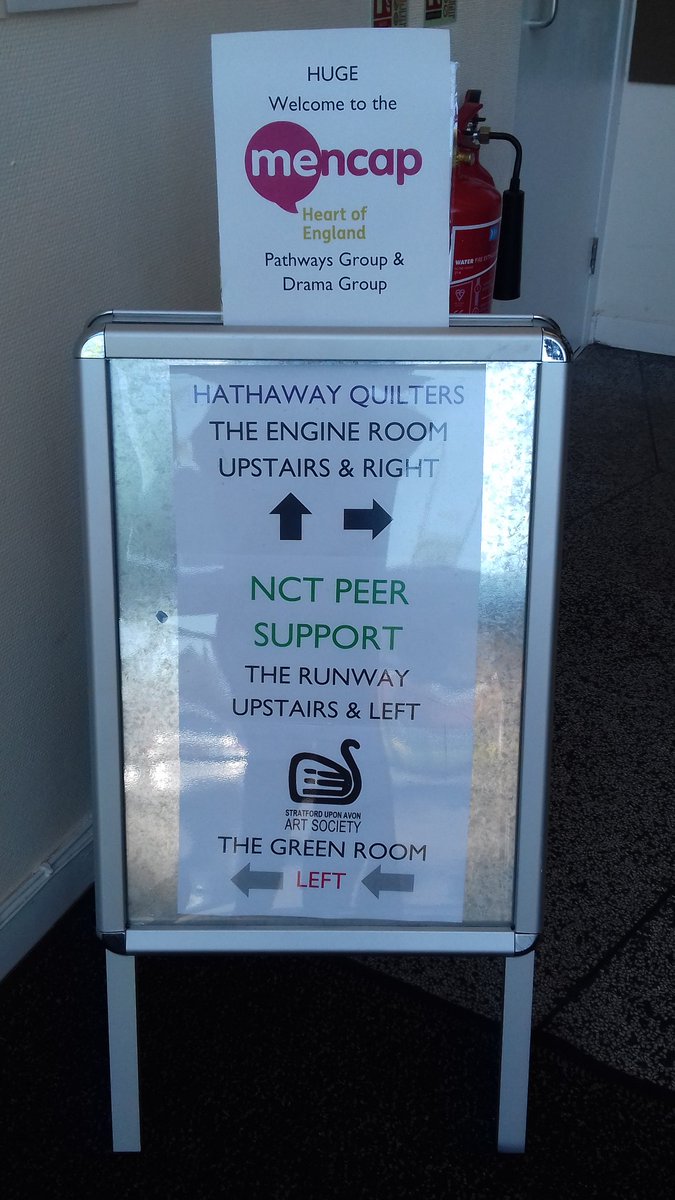 HUGE
Welcome to the
mencap
Heart of
England
Pathways Group &
Drama Group
WATER
HATHAWAY QUILTERS
THE ENGINE ROOM
UPSTAIRS & RIGHT
NCT PEER
SUPPORT
THE RUNWAY
UPSTAIRS & LEFT
STRATFORD UPON AVON
ART SOCIETY
THE GREEN ROOM
LEFT